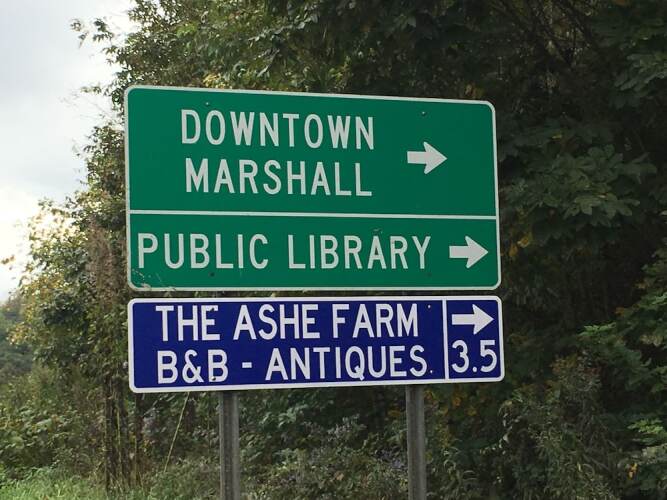 DOWNTOWN
MARSHALL
PUBLIC LIBRARY
THE ASHE FARM
B&B - ANTIQUES
3.5